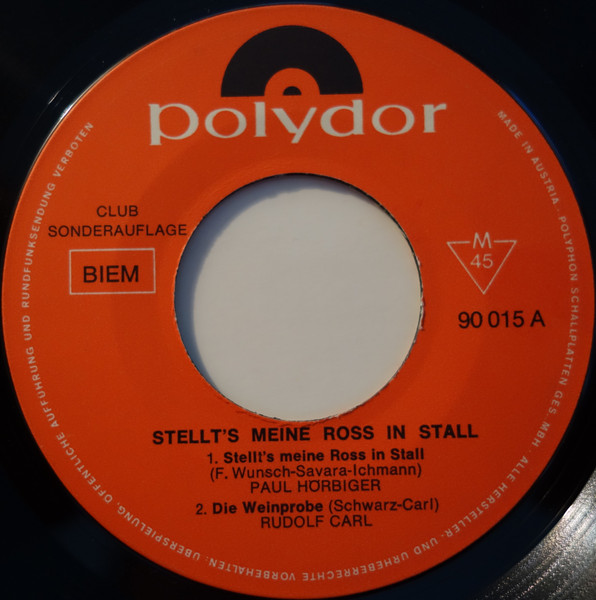 polydor
CLUB
SONDERAUFLAGE
BIEM
M
45
90 015 A
STELLT'S MEINE ROSS IN STALL
1. Stellt's meine Ross in Stall
(F. Wunsch-Savara-Ichmann)
PAUL HÖRBIGER
2. Die Weinprobe (Schwarz-Carl)
RUDOLF CARL
MADE IN AUSTRIA · POLYPHON SCHALLPLATTEN GES. MBH · ALLE HERSTELLER- UND URHEBERRECHTE VORBEHALTEN. ÜBERSPIELUNG, ÖFFENTLICHE AUFFÜHRUNG UND RUNDFUNKSENDUNG VERBOTEN